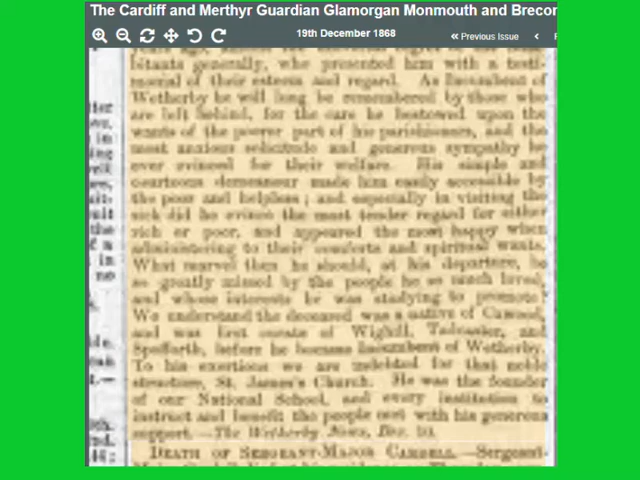 The Cardiff and Merthyr Guardian Glamorgan Monmouth and Brecon
19th December 1868
Previous Issue
years ago,
bitants generally, who presented him with a testi-
monial of their esteem and regard. As Incumbent of
Wetherby he will long be remembered by those who
are left behind, for the care he bestowed upon the
wants of the poorer part of his parishioners, and the
most anxious solicitude and generous sympathy he
ever evinced for their welfare. His simple and
courteous demeanour made him easily accessible by
the poor and helpless; and especially in visiting the
sick did he evince the most tender regard for either
rich or poor, and appeared the most happy when
administering to their comforts and spiritual wants.
What marvel then he should, at his departure, be
so greatly missed by the people he so much loved,
and whose interests he was studying to promote?
We understand the deceased was a native of Cawood,
and was first curate of Wighill, Tadcaster, and
Spofforth, before he became Incumbent of Wetherby.
To his exertions we are indebted for that noble
structure, St. James's Church. He was the founder
of our National School, and every institution to
instruct and benefit the people met with his generous
support.—The Wetherby News, Dec. 10.
DEATH OF SERGEANT-MAJOR CARDELL.—Sergeant-